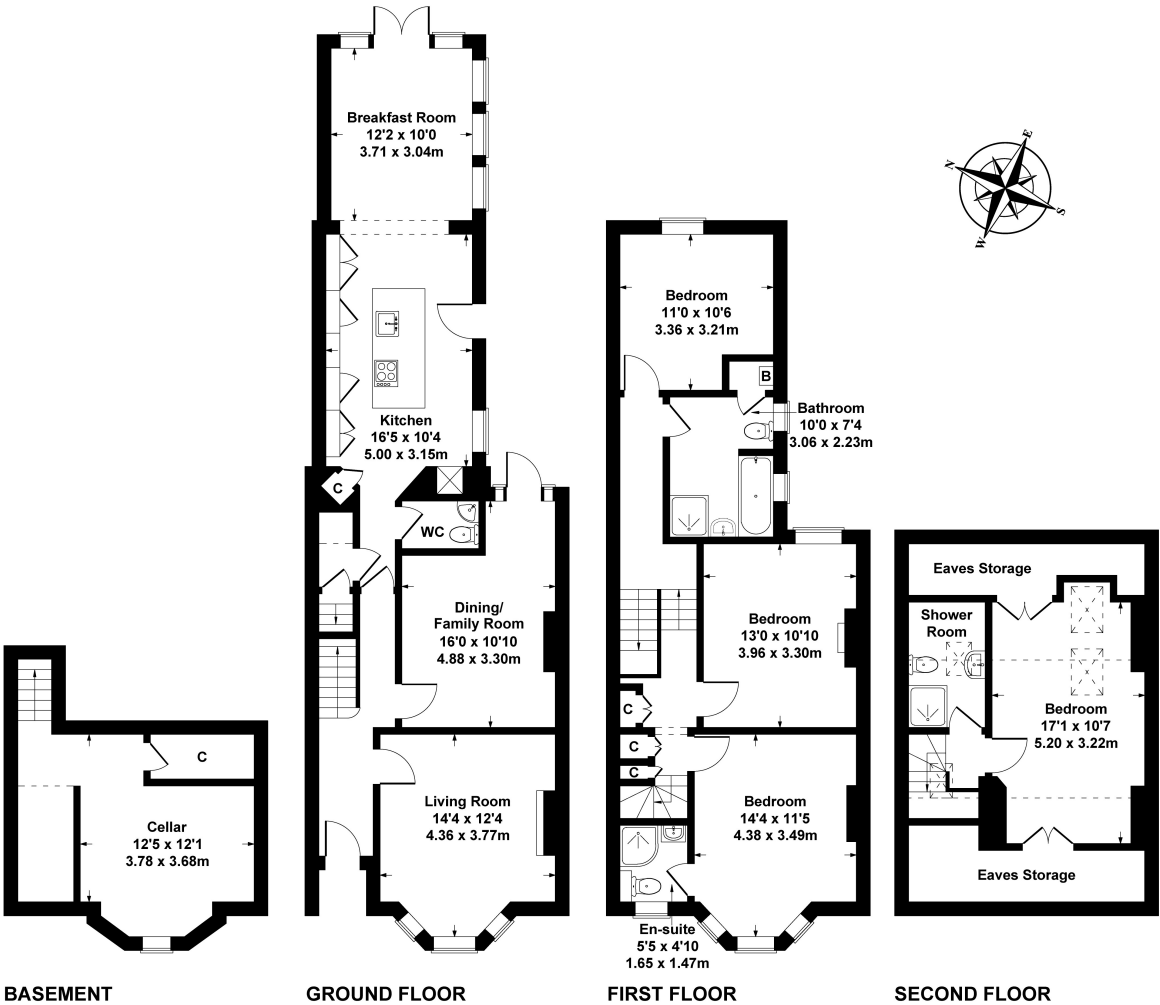 Breakfast Room
12'2 x 10'0
3.71 x 3.04m
E
N
S
W
Kitchen
16'5 x 10'4
5.00 x 3.15m
C
WC
Dining/
Family Room
16'0 x 10'10
4.88 x 3.30m
Living Room
14'4 x 12'4
4.36 x 3.77m
C
Cellar
12'5 x 12'1
3.78 x 3.68m
Bedroom
11'0 x 10'6
3.36 x 3.21m
B
Bathroom
10'0 x 7'4
3.06 x 2.23m
Bedroom
13'0 x 10'10
3.96 x 3.30m
C
C
C
Bedroom
14'4 x 11'5
4.38 x 3.49m
En-suite
5'5 x 4'10
1.65 x 1.47m
Eaves Storage
Shower
Room
Bedroom
17'1 x 10'7
5.20 x 3.22m
Eaves Storage
BASEMENT
GROUND FLOOR
FIRST FLOOR
SECOND FLOOR